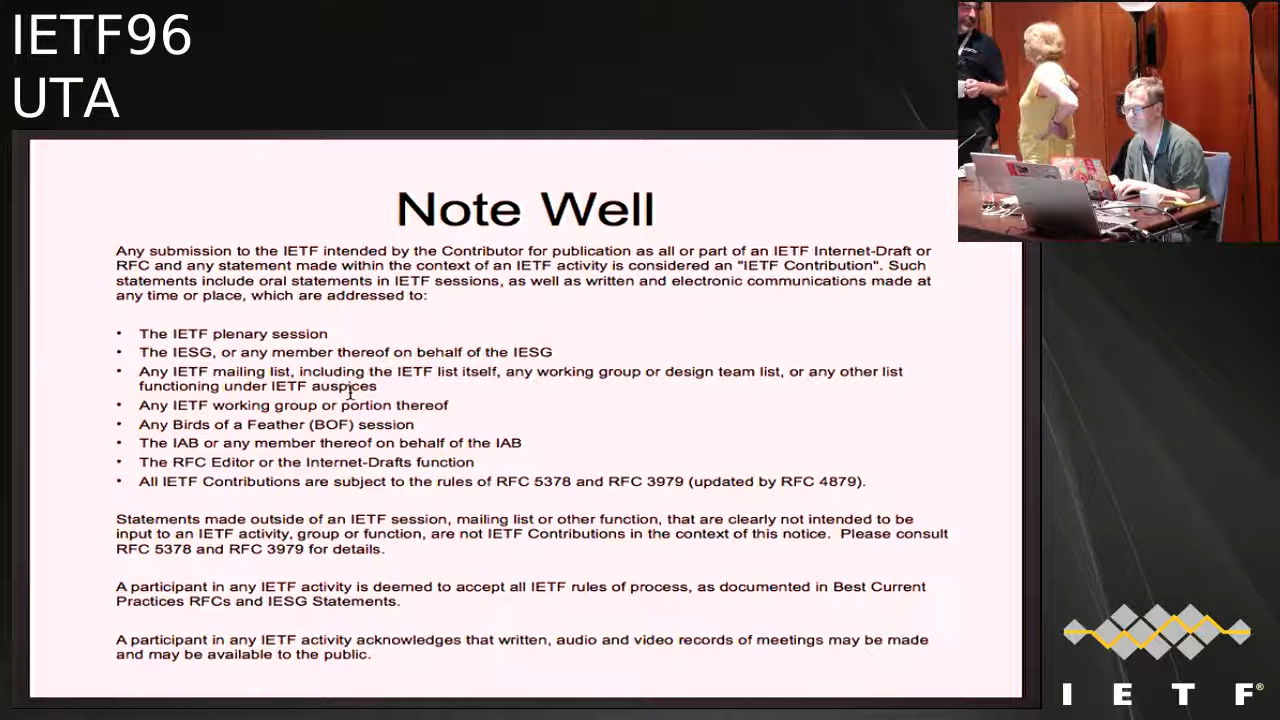 IETF96
UTA
Note Well
Any submission to the IETF intended by the Contributor for publication as all or part of an IETF Internet-Draft or
RFC and any statement made within the context of an IETF activity is considered an "IETF Contribution". Such
statements include oral statements in IETF sessions, as well as written and electronic communications made at
any time or place, which are addressed to:
• The IETF plenary session
• The IESG, or any member thereof on behalf of the IESG
• Any IETF mailing list, including the IETF list itself, any working group or design team list, or any other list
functioning under IETF auspices
• Any IETF working group or portion thereof
• Any Birds of a Feather (BOF) session
• The IAB or any member thereof on behalf of the IAB
• The RFC Editor or the Internet-Drafts function
• All IETF Contributions are subject to the rules of RFC 5378 and RFC 3979 (updated by RFC 4879).
Statements made outside of an IETF session, mailing list or other function, that are clearly not intended to be
input to an IETF activity, group or function, are not IETF Contributions in the context of this notice.  Please consult
RFC 5378 and RFC 3979 for details.
A participant in any IETF activity is deemed to accept all IETF rules of process, as documented in Best Current
Practices RFCs and IESG Statements.
A participant in any IETF activity acknowledges that written, audio and video records of meetings may be made
and may be available to the public.
I E T F®